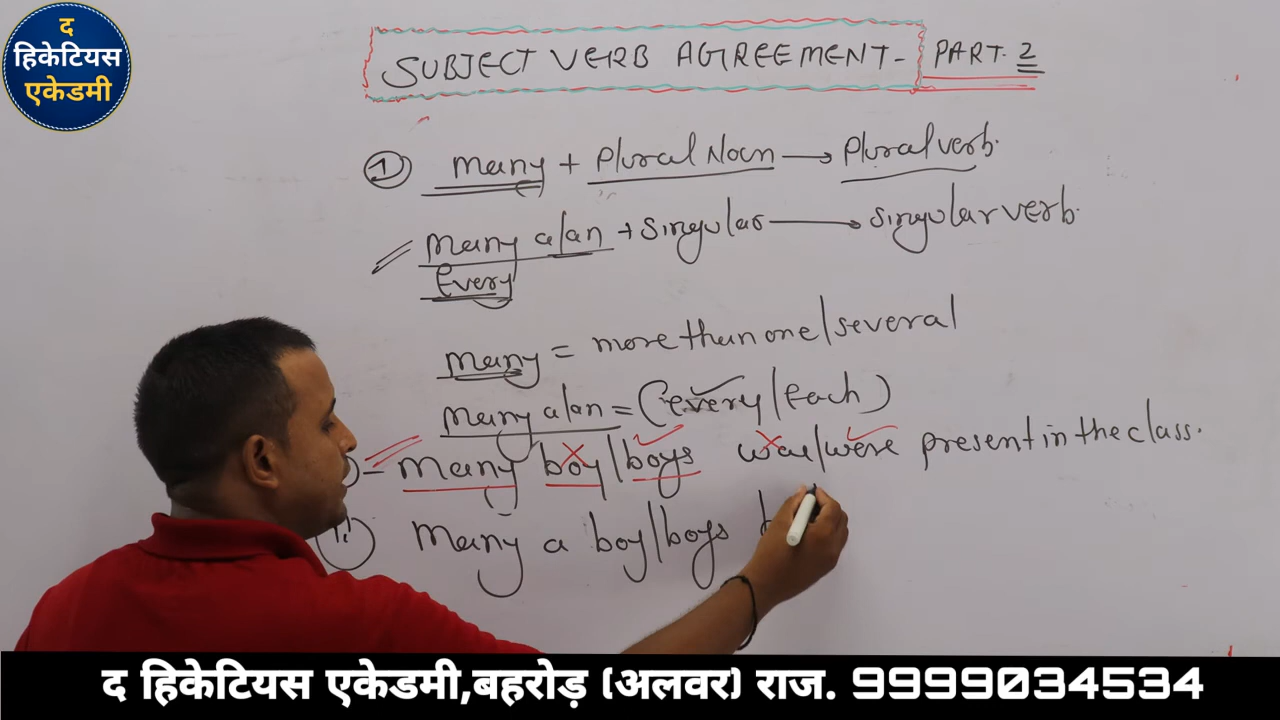 द
हिकेटियस
एकेडमी
SUBJECT VERB AGREEMENT- PART. 2
① many + Plural Noun → Plural verb.
many a/an + Singular → Singular verb.
Every
many = more than one/several
many a/an = (every/Each)
many boy/boys was/were present in the class.
many a boy/boys
द हिकेटियस एकेडमी,बहरोड़ (अलवर) राज. 9999034534